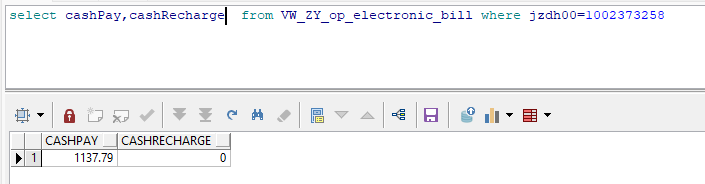 select cashPay,cashRecharge from VW_ZY_op_electronic_bill where jzdh00=1002373258
CASHPAY CASHRECHARGE
1 1137.79 0